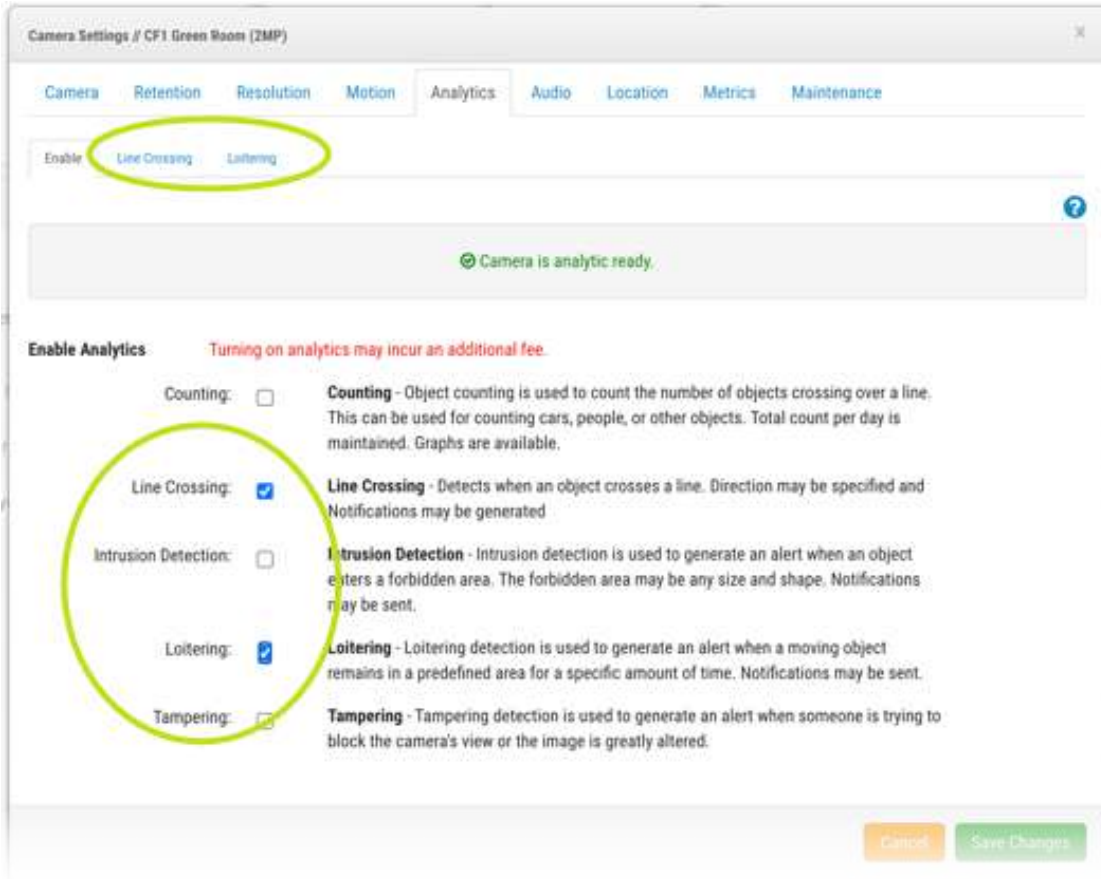 Camera Settings // CF1 Green Room (2MP)
x
Camera Retention Resolution Motion Analytics Audio Location Metrics Maintenance
Enable Line Crossing Loitering
?
Camera is analytic ready.
Enable Analytics Turning on analytics may incur an additional fee.
Counting: Counting - Object counting is used to count the number of objects crossing over a line.
This can be used for counting cars, people, or other objects. Total count per day is
maintained. Graphs are available.
Line Crossing: Line Crossing - Detects when an object crosses a line. Direction may be specified and
Notifications may be generated
Intrusion Detection: Intrusion Detection - Intrusion detection is used to generate an alert when an object
enters a forbidden area. The forbidden area may be any size and shape. Notifications
may be sent.
Loitering: Loitering - Loitering detection is used to generate an alert when a moving object
remains in a predefined area for a specific amount of time. Notifications may be sent.
Tampering: Tampering - Tampering detection is used to generate an alert when someone is trying to
block the camera's view or the image is greatly altered.
Cancel Save Changes